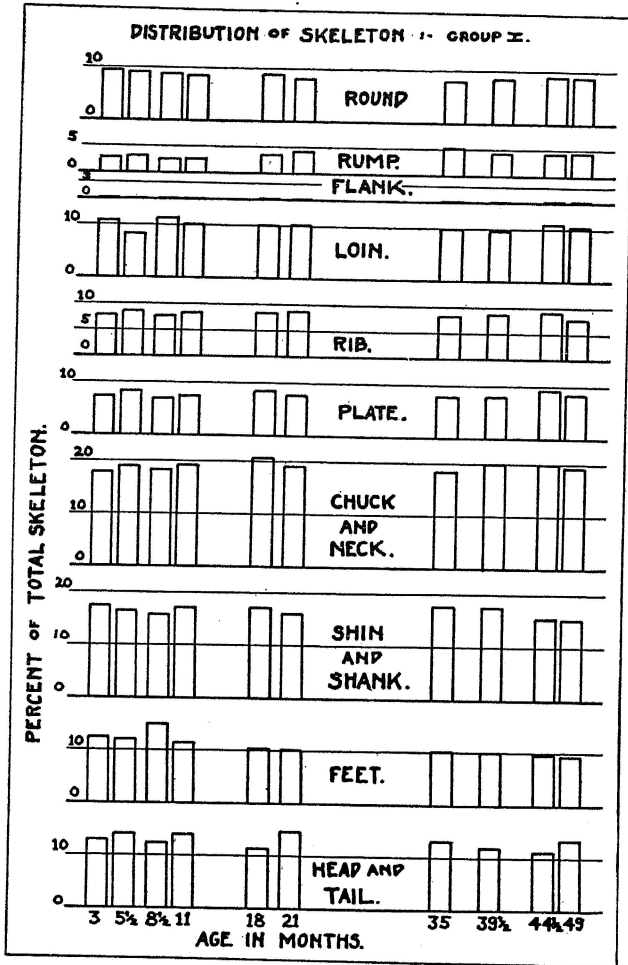 DISTRIBUTION OF SKELETON :- GROUP I.
10
0
ROUND
5
0
RUMP.
3
0
FLANK.
10
0
LOIN.
10
5
0
RIB.
10
0
PLATE.
20
10
0
CHUCK
AND
NECK.
20
10
0
SHIN
AND
SHANK.
10
0
FEET.
10
0
HEAD AND
TAIL.
PERCENT OF TOTAL SKELETON.
3 5½ 8½ 11 18 21 35 39½ 44½ 49
AGE IN MONTHS.